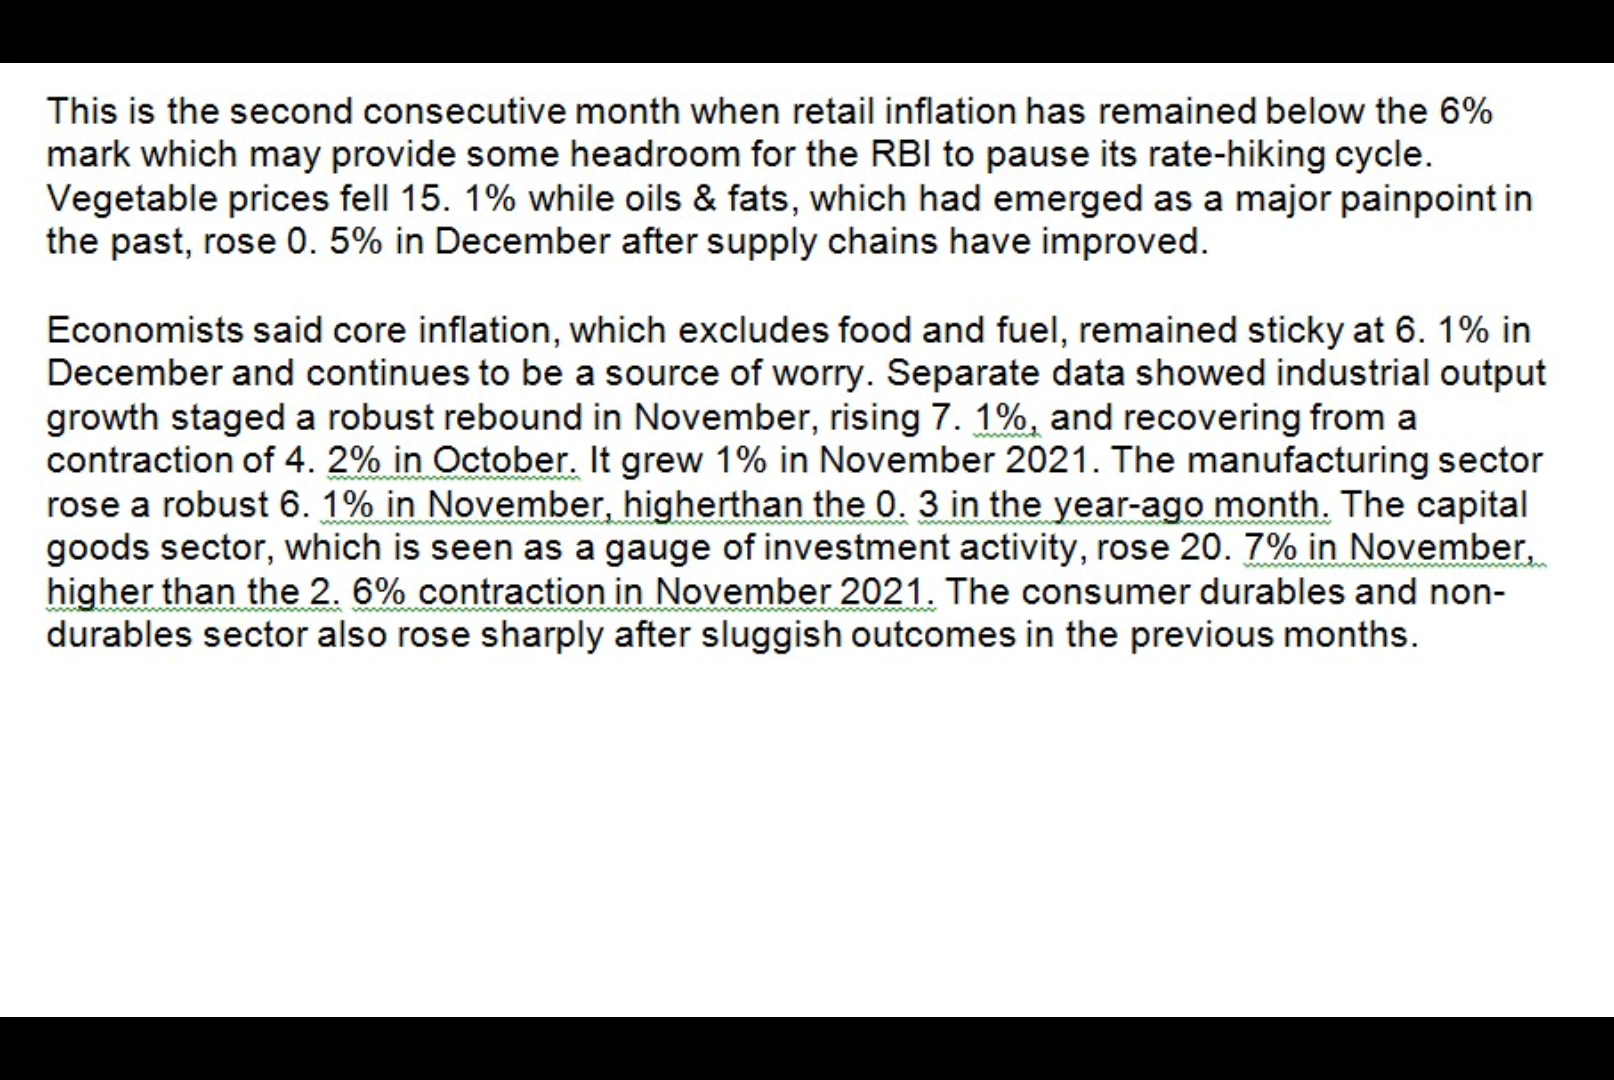 This is the second consecutive month when retail inflation has remained below the 6%
mark which may provide some headroom for the RBI to pause its rate-hiking cycle.
Vegetable prices fell 15. 1% while oils & fats, which had emerged as a major painpoint in
the past, rose 0. 5% in December after supply chains have improved.
Economists said core inflation, which excludes food and fuel, remained sticky at 6. 1% in
December and continues to be a source of worry. Separate data showed industrial output
growth staged a robust rebound in November, rising 7. 1%, and recovering from a
contraction of 4. 2% in October. It grew 1% in November 2021. The manufacturing sector
rose a robust 6. 1% in November, higherthan the 0. 3 in the year-ago month. The capital
goods sector, which is seen as a gauge of investment activity, rose 20. 7% in November,
higher than the 2. 6% contraction in November 2021. The consumer durables and non-
durables sector also rose sharply after sluggish outcomes in the previous months.